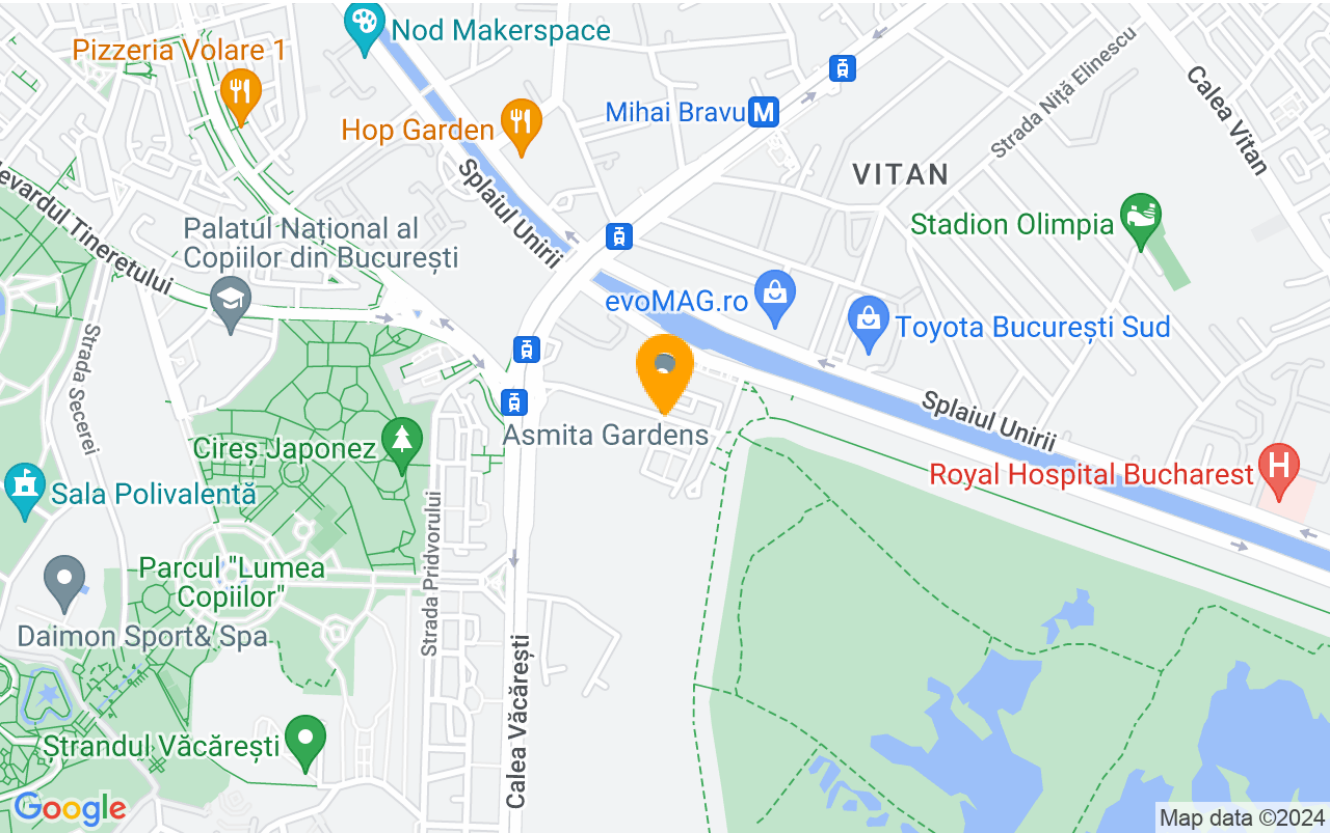 Nod Makerspace
Pizzeria Volare 1
Hop Garden
Mihai Bravu M
Strada Niță Elinescu
Calea Vitan
VITAN
Splaiul Unirii
Stadion Olimpia
evardul Tineretului
Palatul Național al
Copiilor din București
evoMAG.ro
Toyota București Sud
Strada Secerei
Asmita Gardens
Splaiul Unirii
Cireș Japonez
Royal Hospital Bucharest
H
Sala Polivalentă
Strada Pridvorului
Parcul "Lumea
Copiilor"
Daimon Sport& Spa
Calea Văcărești
Ștrandul Văcărești
Google
Map data ©2024